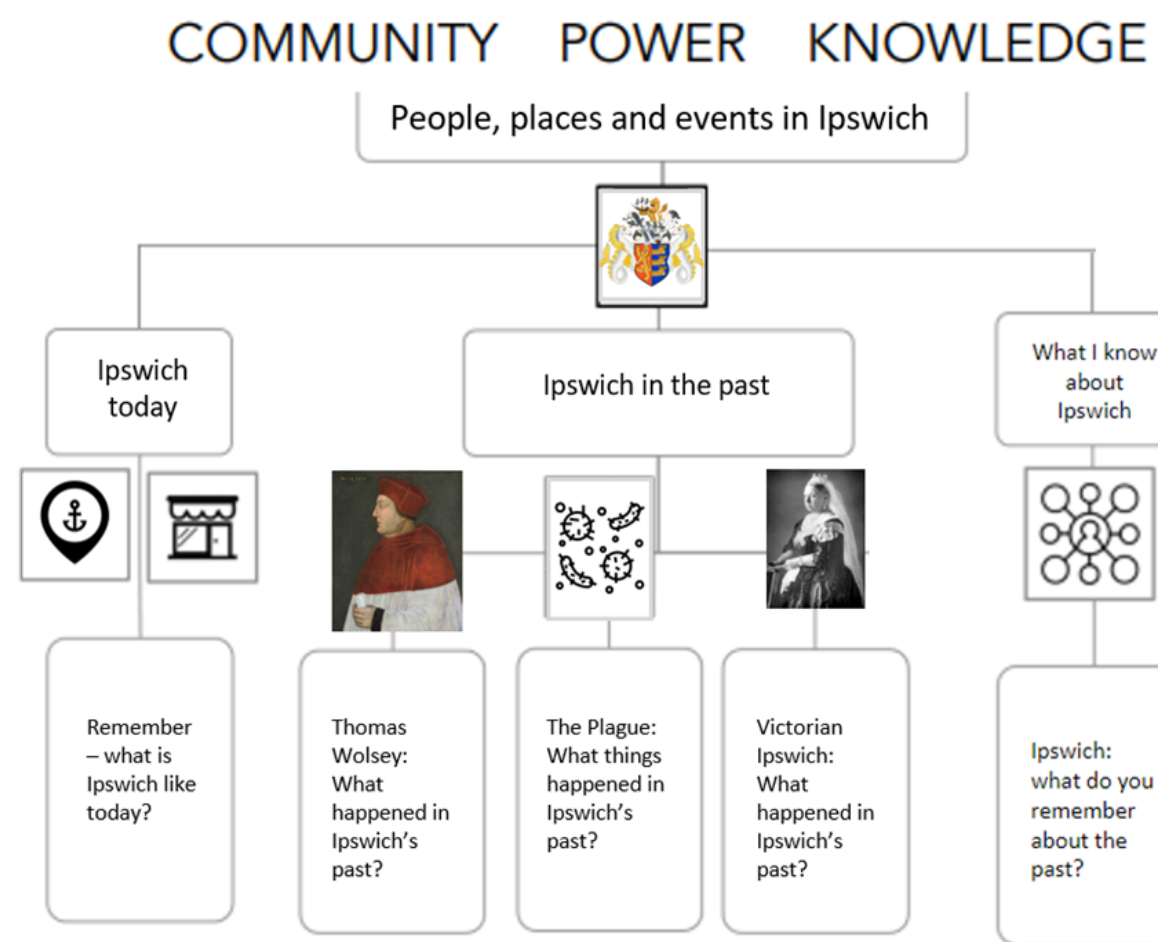 COMMUNITY POWER KNOWLEDGE
People, places and events in Ipswich
Ipswich
today
Ipswich in the past
What I know
about
Ipswich
Remember
– what is
Ipswich like
today?
Thomas
Wolsey:
What
happened in
Ipswich’s
past?
The Plague:
What things
happened in
Ipswich’s
past?
Victorian
Ipswich:
What
happened in
Ipswich’s
past?
Ipswich:
what do you
remember
about the
past?